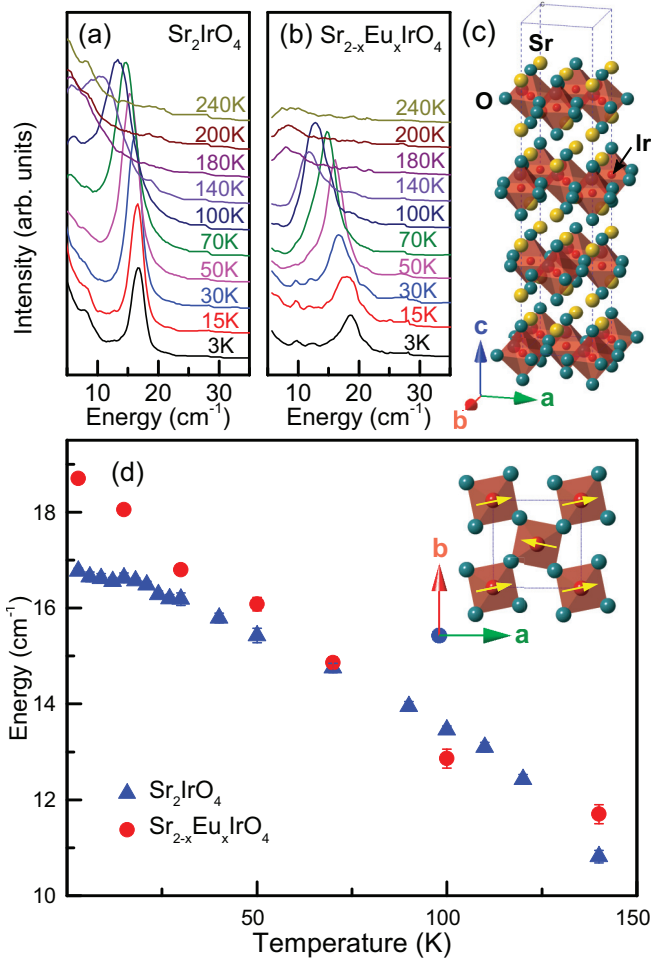 (a) Sr₂IrO₄
240K
200K
180K
140K
100K
70K
50K
30K
15K
3K
10 20 30
Energy (cm⁻¹)
Intensity (arb. units)
(b) Sr₂₋ₓEuₓIrO₄
240K
200K
180K
140K
100K
70K
50K
30K
15K
3K
10 20 30
Energy (cm⁻¹)
(c)
c
Sr
O
Ir
c
b
a
(d)
18
16
14
12
10
Energy (cm⁻¹)
b
a
Sr₂IrO₄
Sr₂₋ₓEuₓIrO₄
50 100 150
Temperature (K)